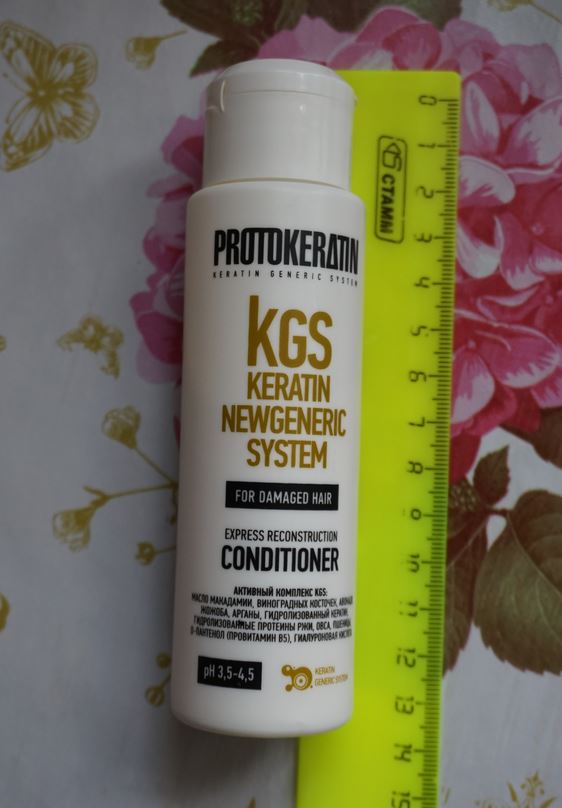 PROTOKERATIN
KERATIN GENERIC SYSTEM
KGS
KERATIN
NEWGENERIC
SYSTEM
FOR DAMAGED HAIR
EXPRESS RECONSTRUCTION
CONDITIONER
АКТИВНЫЙ КОМПЛЕКС KGS:
МАСЛО МАКАДАМИИ, ВИНОГРАДНЫХ КОСТОЧЕК,
ЖОЖОБА, АРГАНЫ, ГИДРОЛИЗОВАННЫЙ КЕРАТИН,
ГИДРОЛИЗОВАННЫЕ ПРОТЕИНЫ РЖИ, ОВСА, ПШЕНИЦЫ,
D-ПАНТЕНОЛ (ПРОВИТАМИН B5), ГИАЛУРОНОВАЯ КИСЛОТА
pH 3,5-4,5
KERATIN
GENERIC SYSTEM
СТАММ
0
1
2
3
4
5
6
7
8
9
10
11
12
13
14
15